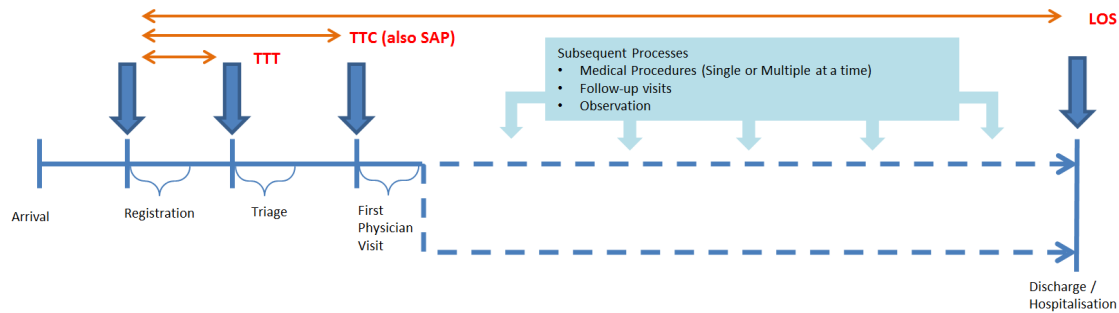 LOS
TTC (also SAP)
TTT
Subsequent Processes
• Medical Procedures (Single or Multiple at a time)
• Follow-up visits
• Observation
Arrival
Registration
Triage
First
Physician
Visit
Discharge /
Hospitalisation